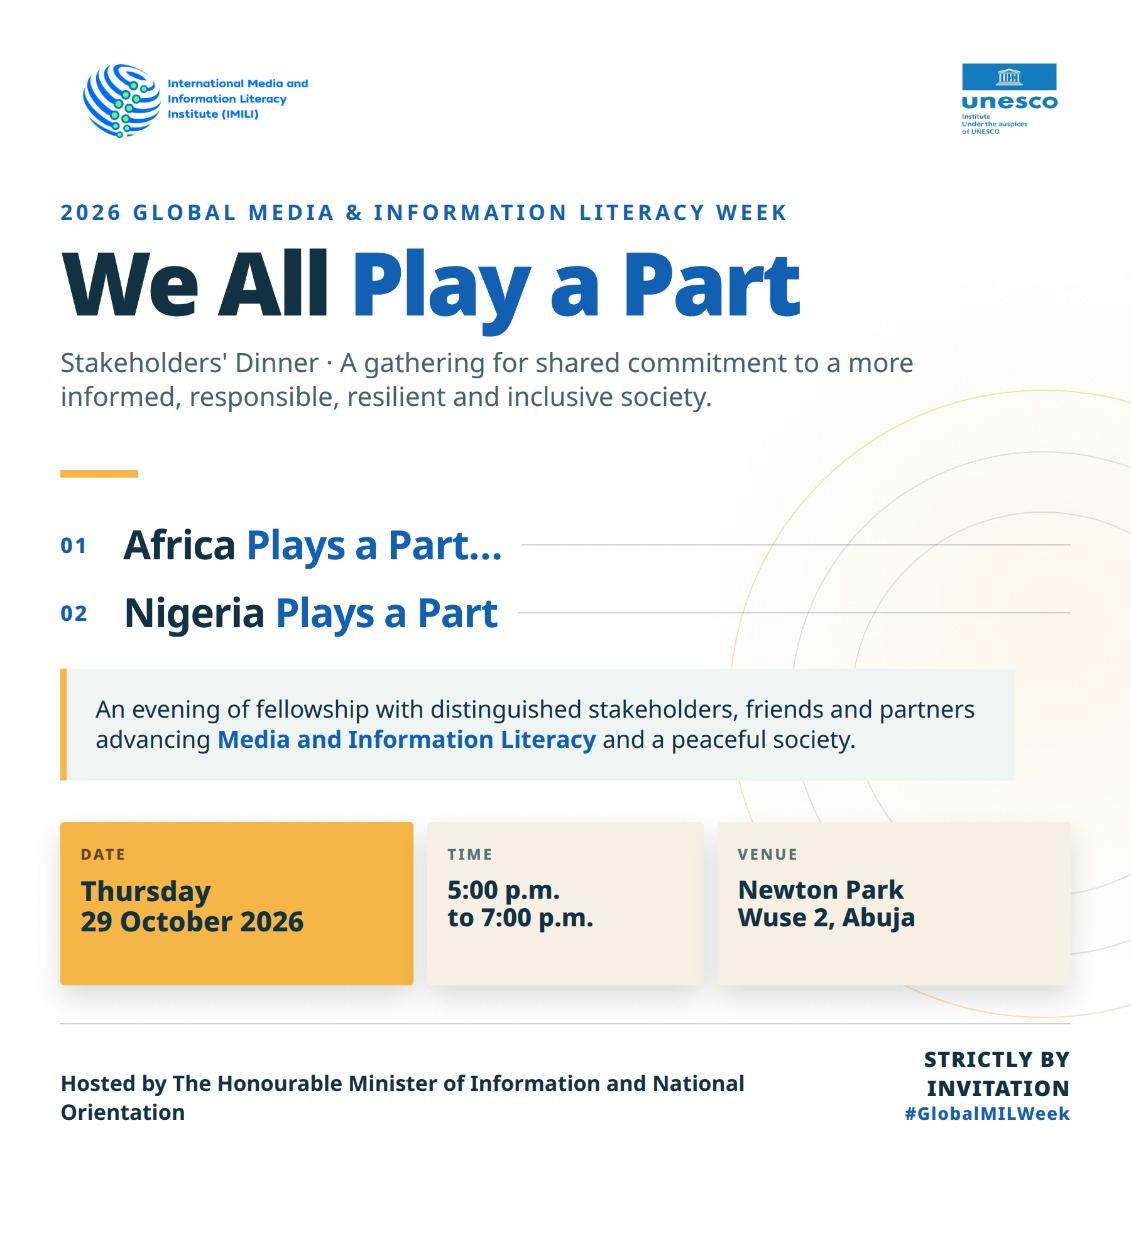 International Media and
Information Literacy
Institute (IMILI)
unesco
Institute
Under the auspices
of UNESCO
2026 GLOBAL MEDIA & INFORMATION LITERACY WEEK
We All Play a Part
Stakeholders' Dinner · A gathering for shared commitment to a more
informed, responsible, resilient and inclusive society.
01 Africa Plays a Part...
02 Nigeria Plays a Part
An evening of fellowship with distinguished stakeholders, friends and partners
advancing Media and Information Literacy and a peaceful society.
DATE
Thursday
29 October 2026
TIME
5:00 p.m.
to 7:00 p.m.
VENUE
Newton Park
Wuse 2, Abuja
Hosted by The Honourable Minister of Information and National
Orientation
STRICTLY BY
INVITATION
#GlobalMILWeek